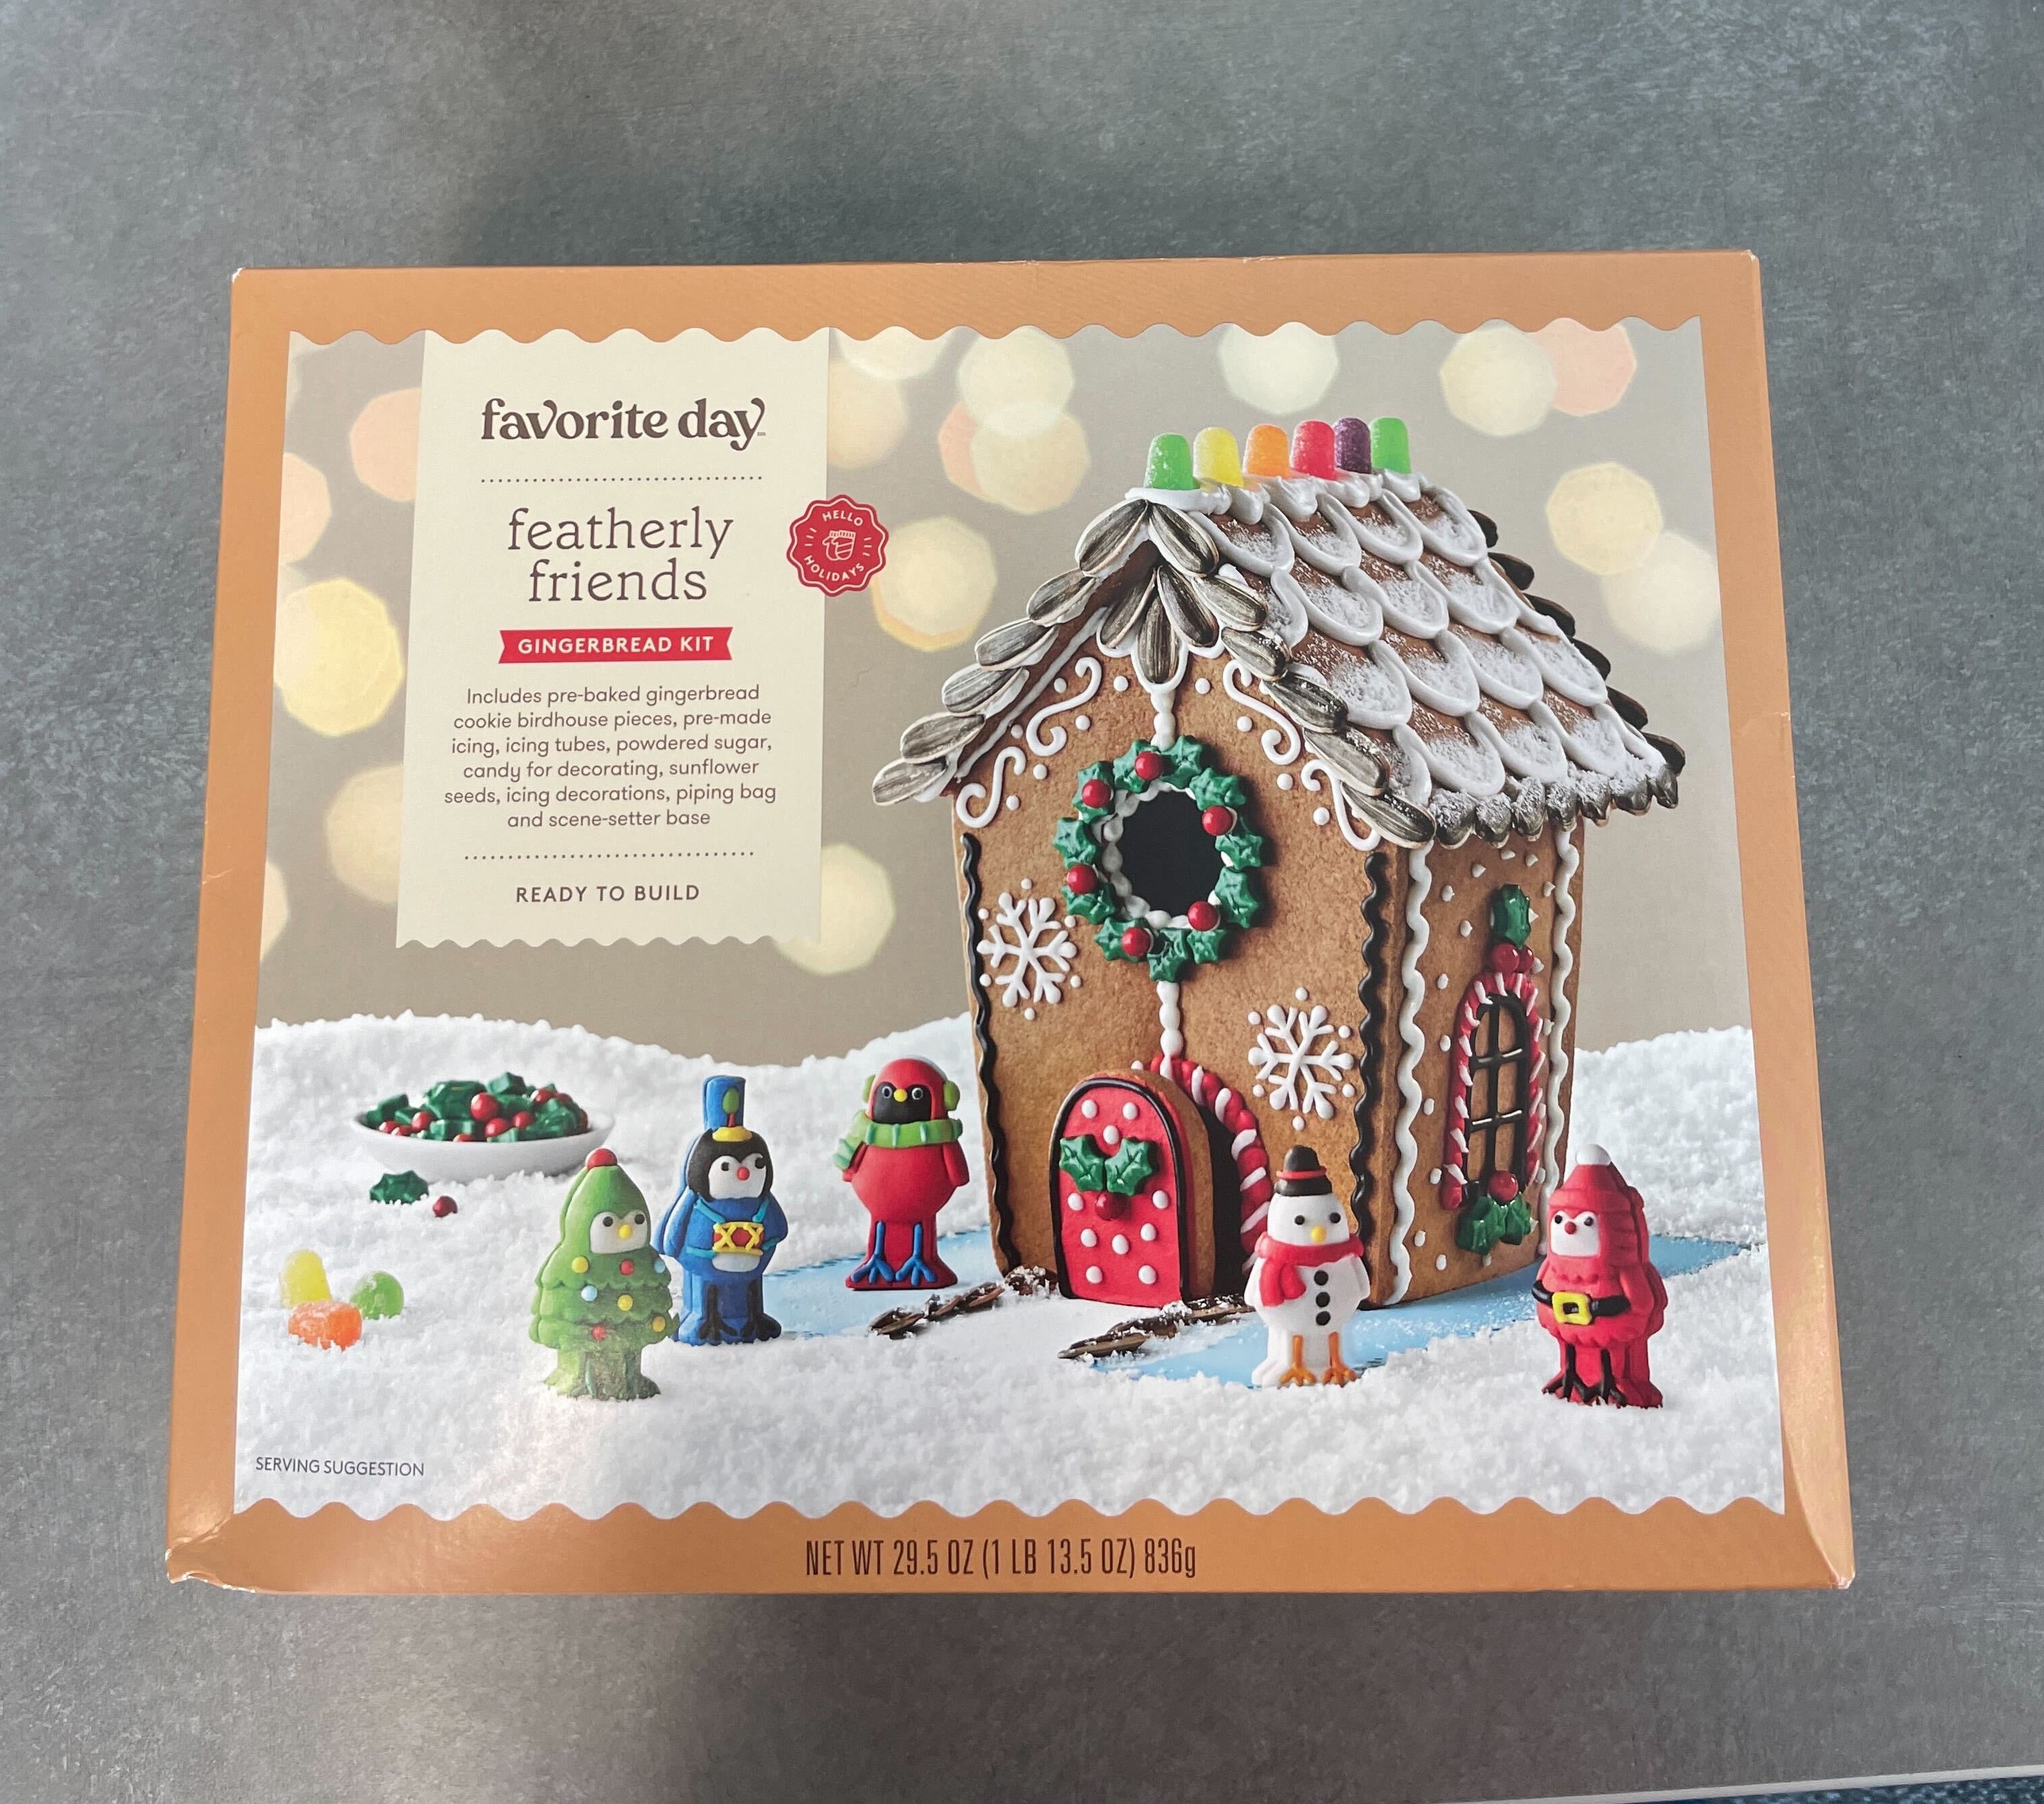 favorite day™
featherly
friends
HELLO
HOLIDAYS
GINGERBREAD KIT
Includes pre-baked gingerbread
cookie birdhouse pieces, pre-made
icing, icing tubes, powdered sugar,
candy for decorating, sunflower
seeds, icing decorations, piping bag
and scene-setter base
READY TO BUILD
SERVING SUGGESTION
NET WT 29.5 OZ (1 LB 13.5 OZ) 836g